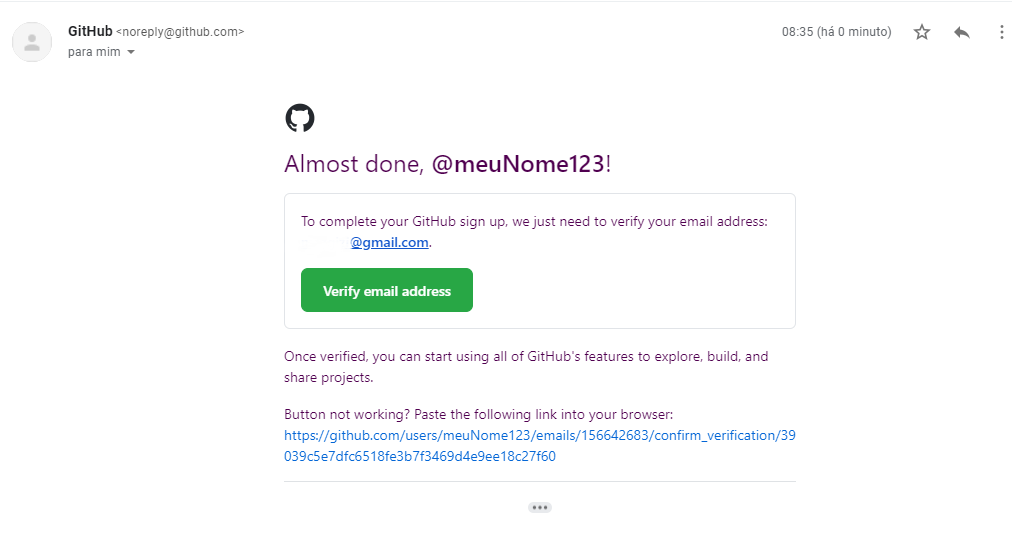 GitHub <noreply@github.com>
08:35 (há 0 minuto)
para mim
Almost done, @meuNome123!
To complete your GitHub sign up, we just need to verify your email address:
@gmail.com.
Verify email address
Once verified, you can start using all of GitHub's features to explore, build, and
share projects.
Button not working? Paste the following link into your browser:
https://github.com/users/meuNome123/emails/156642683/confirm_verification/39
039c5e7dfc6518fe3b7f3469d4e9ee18c27f60